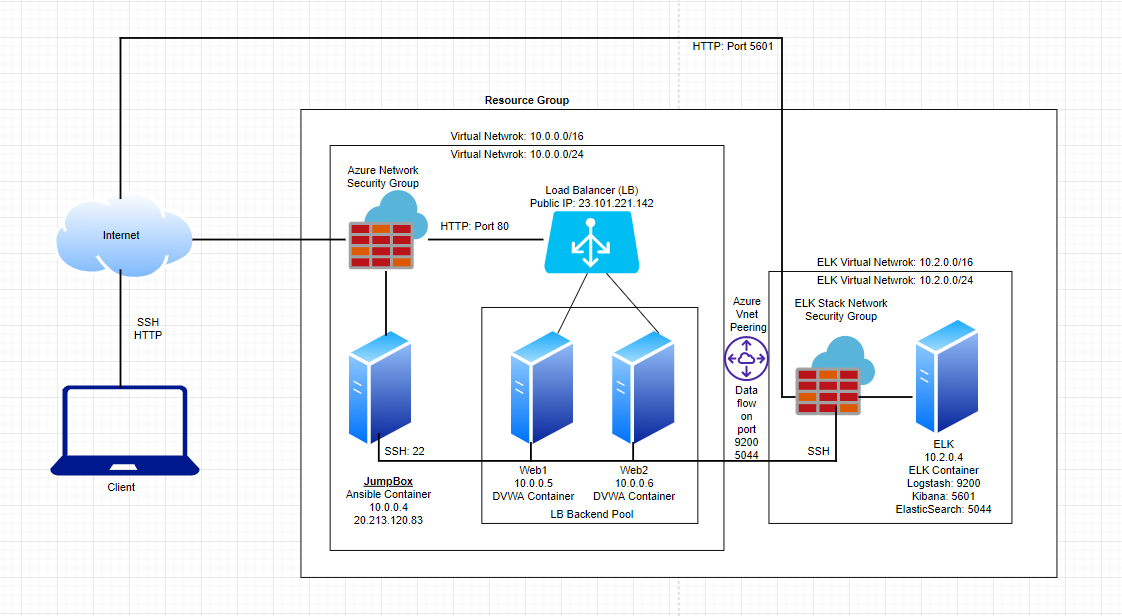 HTTP: Port 5601
Resource Group
Virtual Netwrok: 10.0.0.0/16
Virtual Netwrok: 10.0.0.0/24
Azure Network
Security Group
Load Balancer (LB)
Public IP: 23.101.221.142
HTTP: Port 80
Internet
SSH
HTTP
Client
ELK Virtual Netwrok: 10.2.0.0/16
ELK Virtual Netwrok: 10.2.0.0/24
Azure
Vnet
Peering
Data
flow
on
port
9200
5044
ELK Stack Network
Security Group
SSH: 22
SSH
JumpBox
Ansible Container
10.0.0.4
20.213.120.83
Web1
10.0.0.5
DVWA Container
Web2
10.0.0.6
DVWA Container
LB Backend Pool
ELK
10.2.0.4
ELK Container
Logstash: 9200
Kibana: 5601
ElasticSearch: 5044